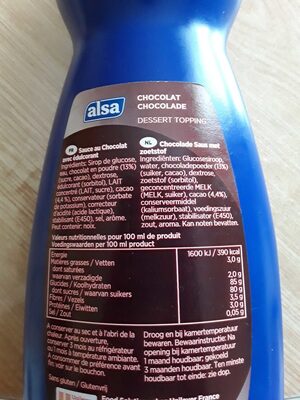 alsa
CHOCOLAT
CHOCOLADE
DESSERT TOPPING
FR Sauce au Chocolat
avec édulcorant
Ingrédients: Sirop de glucose,
eau, chocolat en poudre (13%)
(sucre, cacao), dextrose,
édulcorant (sorbitol), LAIT
concentré (LAIT, sucre), cacao
(4,4 %), conservateur (sorbate
de potassium), correcteur
d'acidité (acide lactique),
stabilisant (E450), sel, arôme.
Peut contenir: noix.
NL Chocolade Saus met
zoetstof
Ingrediënten: Glucosesiroop,
water, chocoladepoeder (13%)
(suiker, cacao), dextrose,
zoetstof (sorbitol),
geconcentreerde MELK
(MELK, suiker), cacao (4,4%),
conserveermiddel
(kaliumsorbaat), voedingszuur
(melkzuur), stabilisator (E450),
zout, aroma. Kan noten bevatten.
Valeurs nutritionnelles pour 100 ml de produit
Voedingswaarden per 100 ml product
Energie 1600 kJ / 390 kcal
Matières grasses / Vetten 3,0 g
dont saturées
waarvan verzadigde 2,0 g
Glucides / Koolhydraten 85 g
dont sucres / waarvan suikers 80 g
Fibres / Vezels 3,5 g
Protéines / Eiwitten 3,0 g
Sel / Zout 0,05 g
A conserver au sec et à l'abri de la
chaleur. Après ouverture,
conserver 3 mois au réfrigérateur
ou 1 mois à température ambiante.
A consommer de préférence avant
fin: voir sur le bouchon.
Droog en bij kamertemperatuur
bewaren. Bewaarinstructie: Na
opening bij kamertemperatuur
1 maand houdbaar; gekoeld
3 maanden houdbaar. Ten minste
houdbaar tot einde: zie dop.
Sans gluten / Glutenvrij
Unilever France